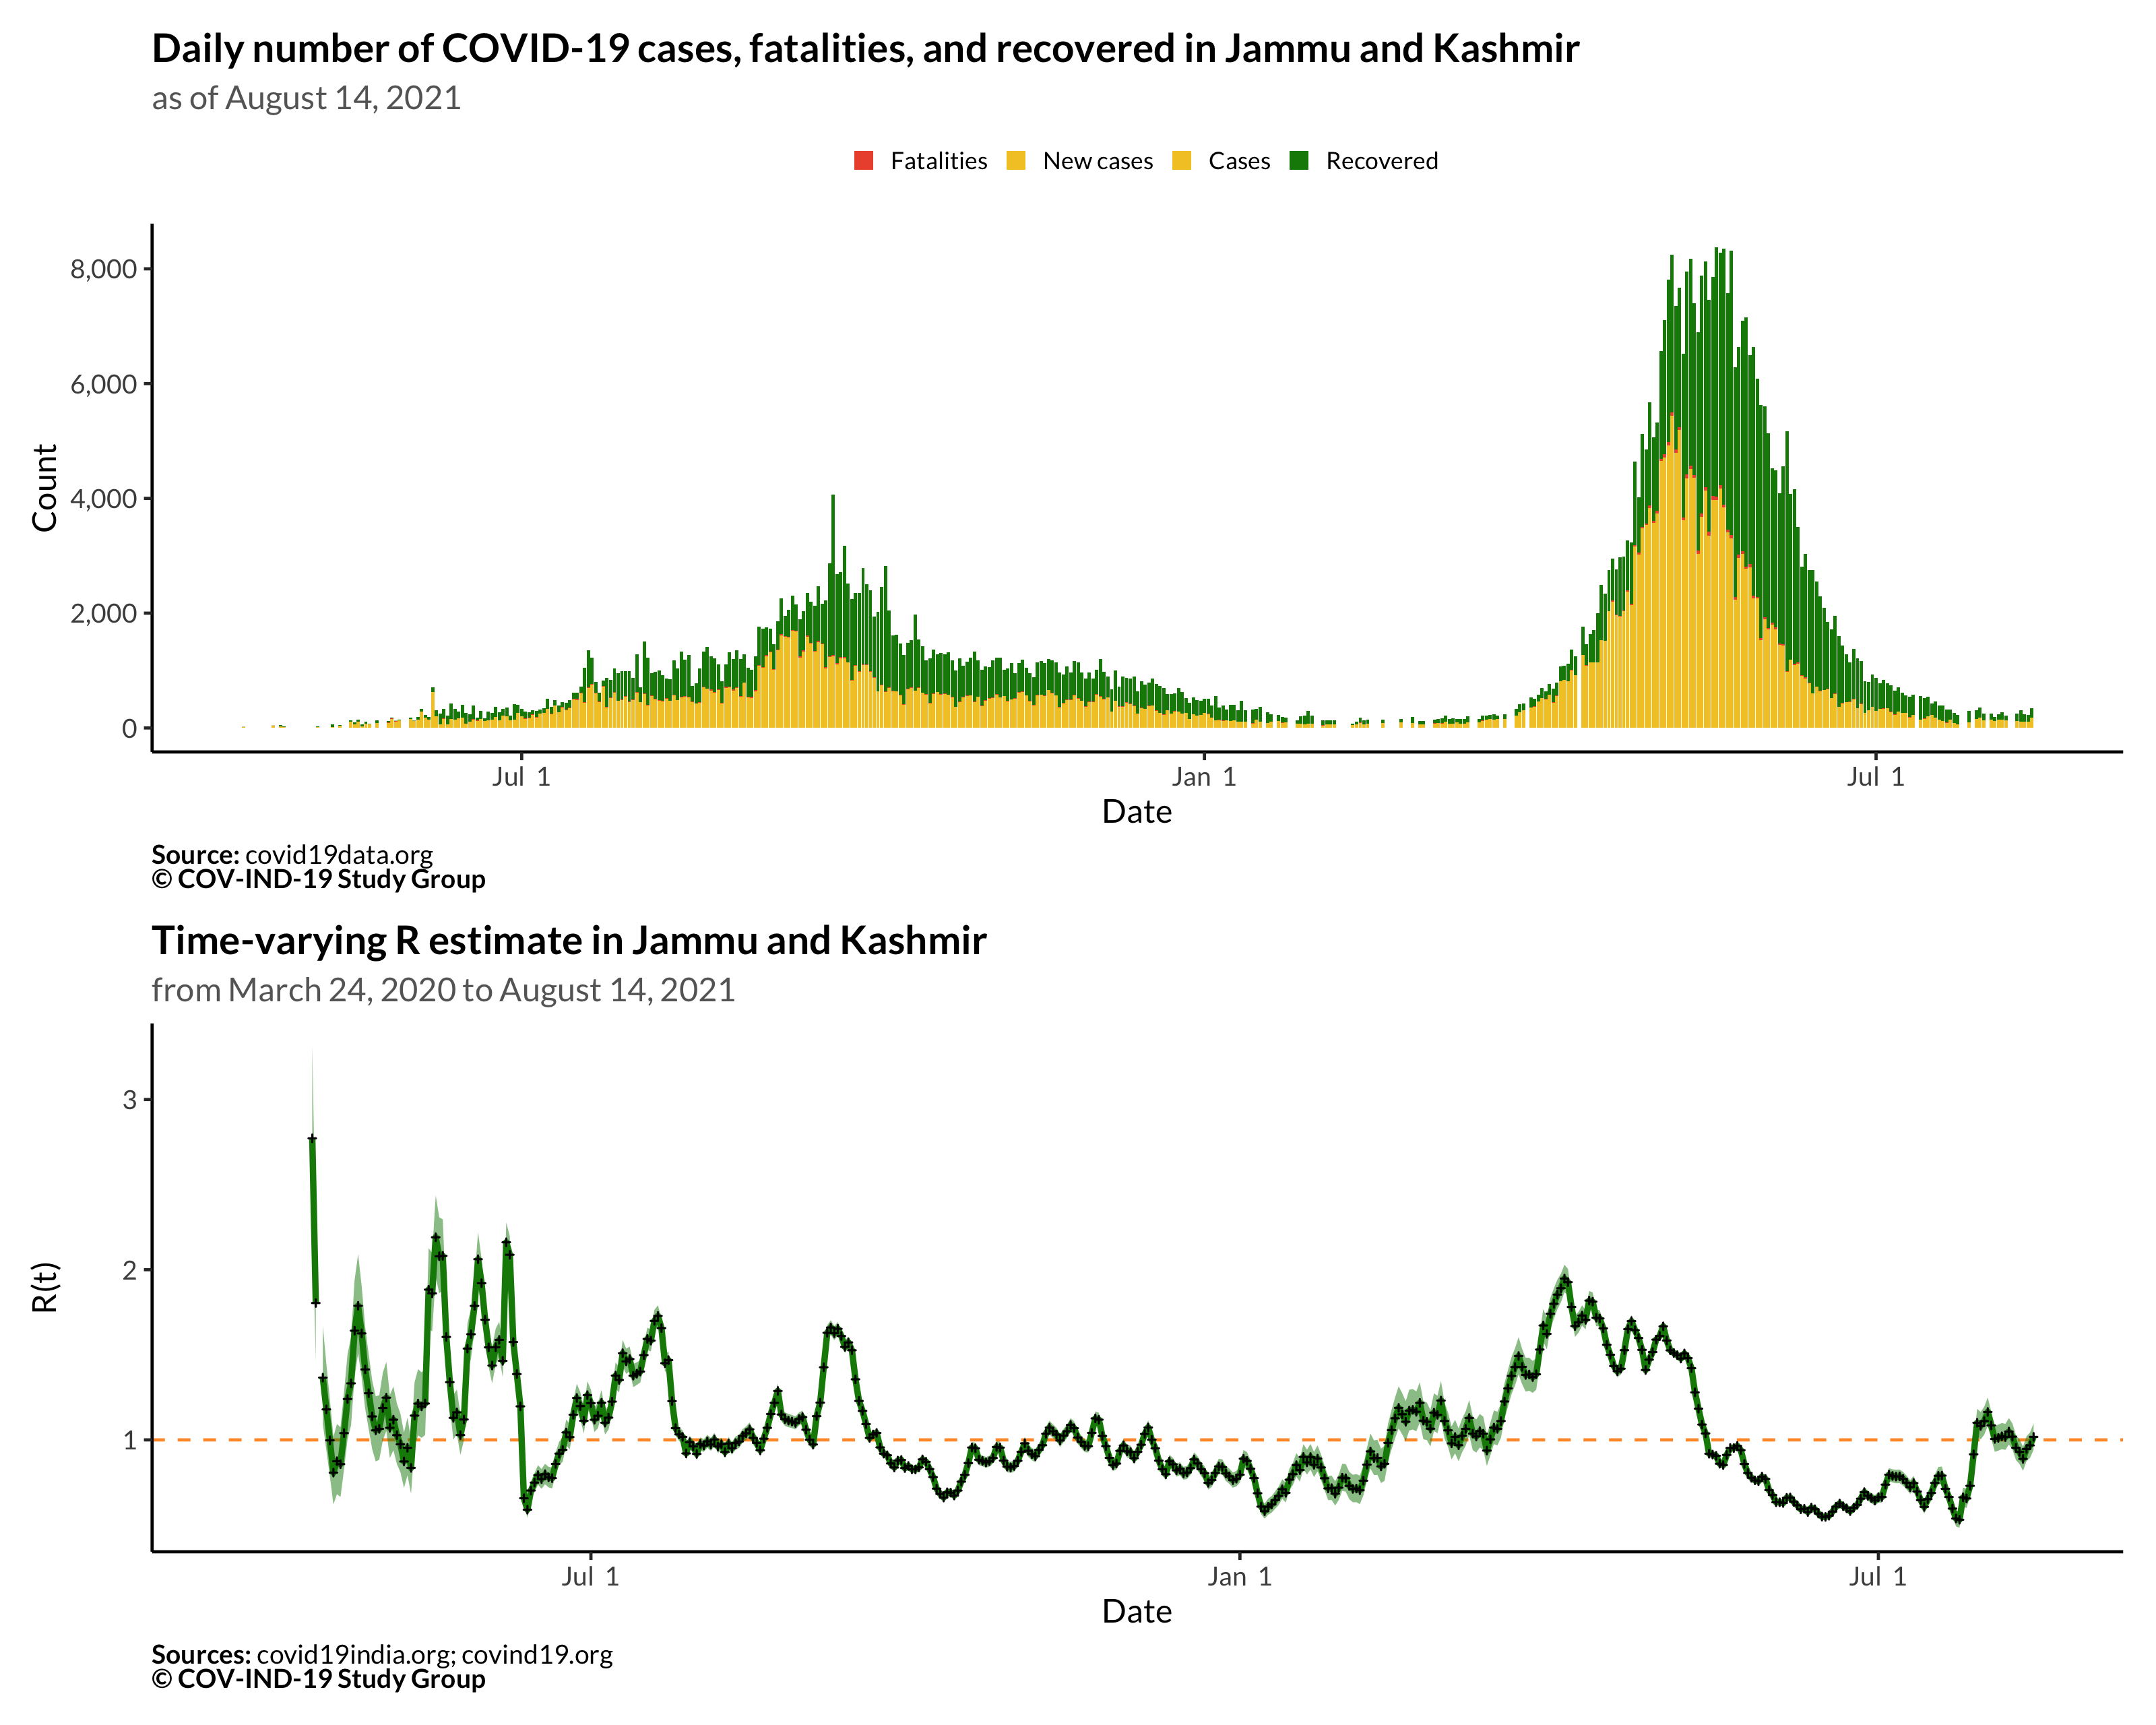 Daily number of COVID-19 cases, fatalities, and recovered in Jammu and Kashmir
as of August 14, 2021
Fatalities New cases Cases Recovered
8,000
6,000
4,000
2,000
0
Count
Jul 1 Jan 1 Jul 1
Date
Source: covid19data.org
© COV-IND-19 Study Group
Time-varying R estimate in Jammu and Kashmir
from March 24, 2020 to August 14, 2021
3
2
1
R(t)
Jul 1 Jan 1 Jul 1
Date
Sources: covid19india.org; covind19.org
© COV-IND-19 Study Group